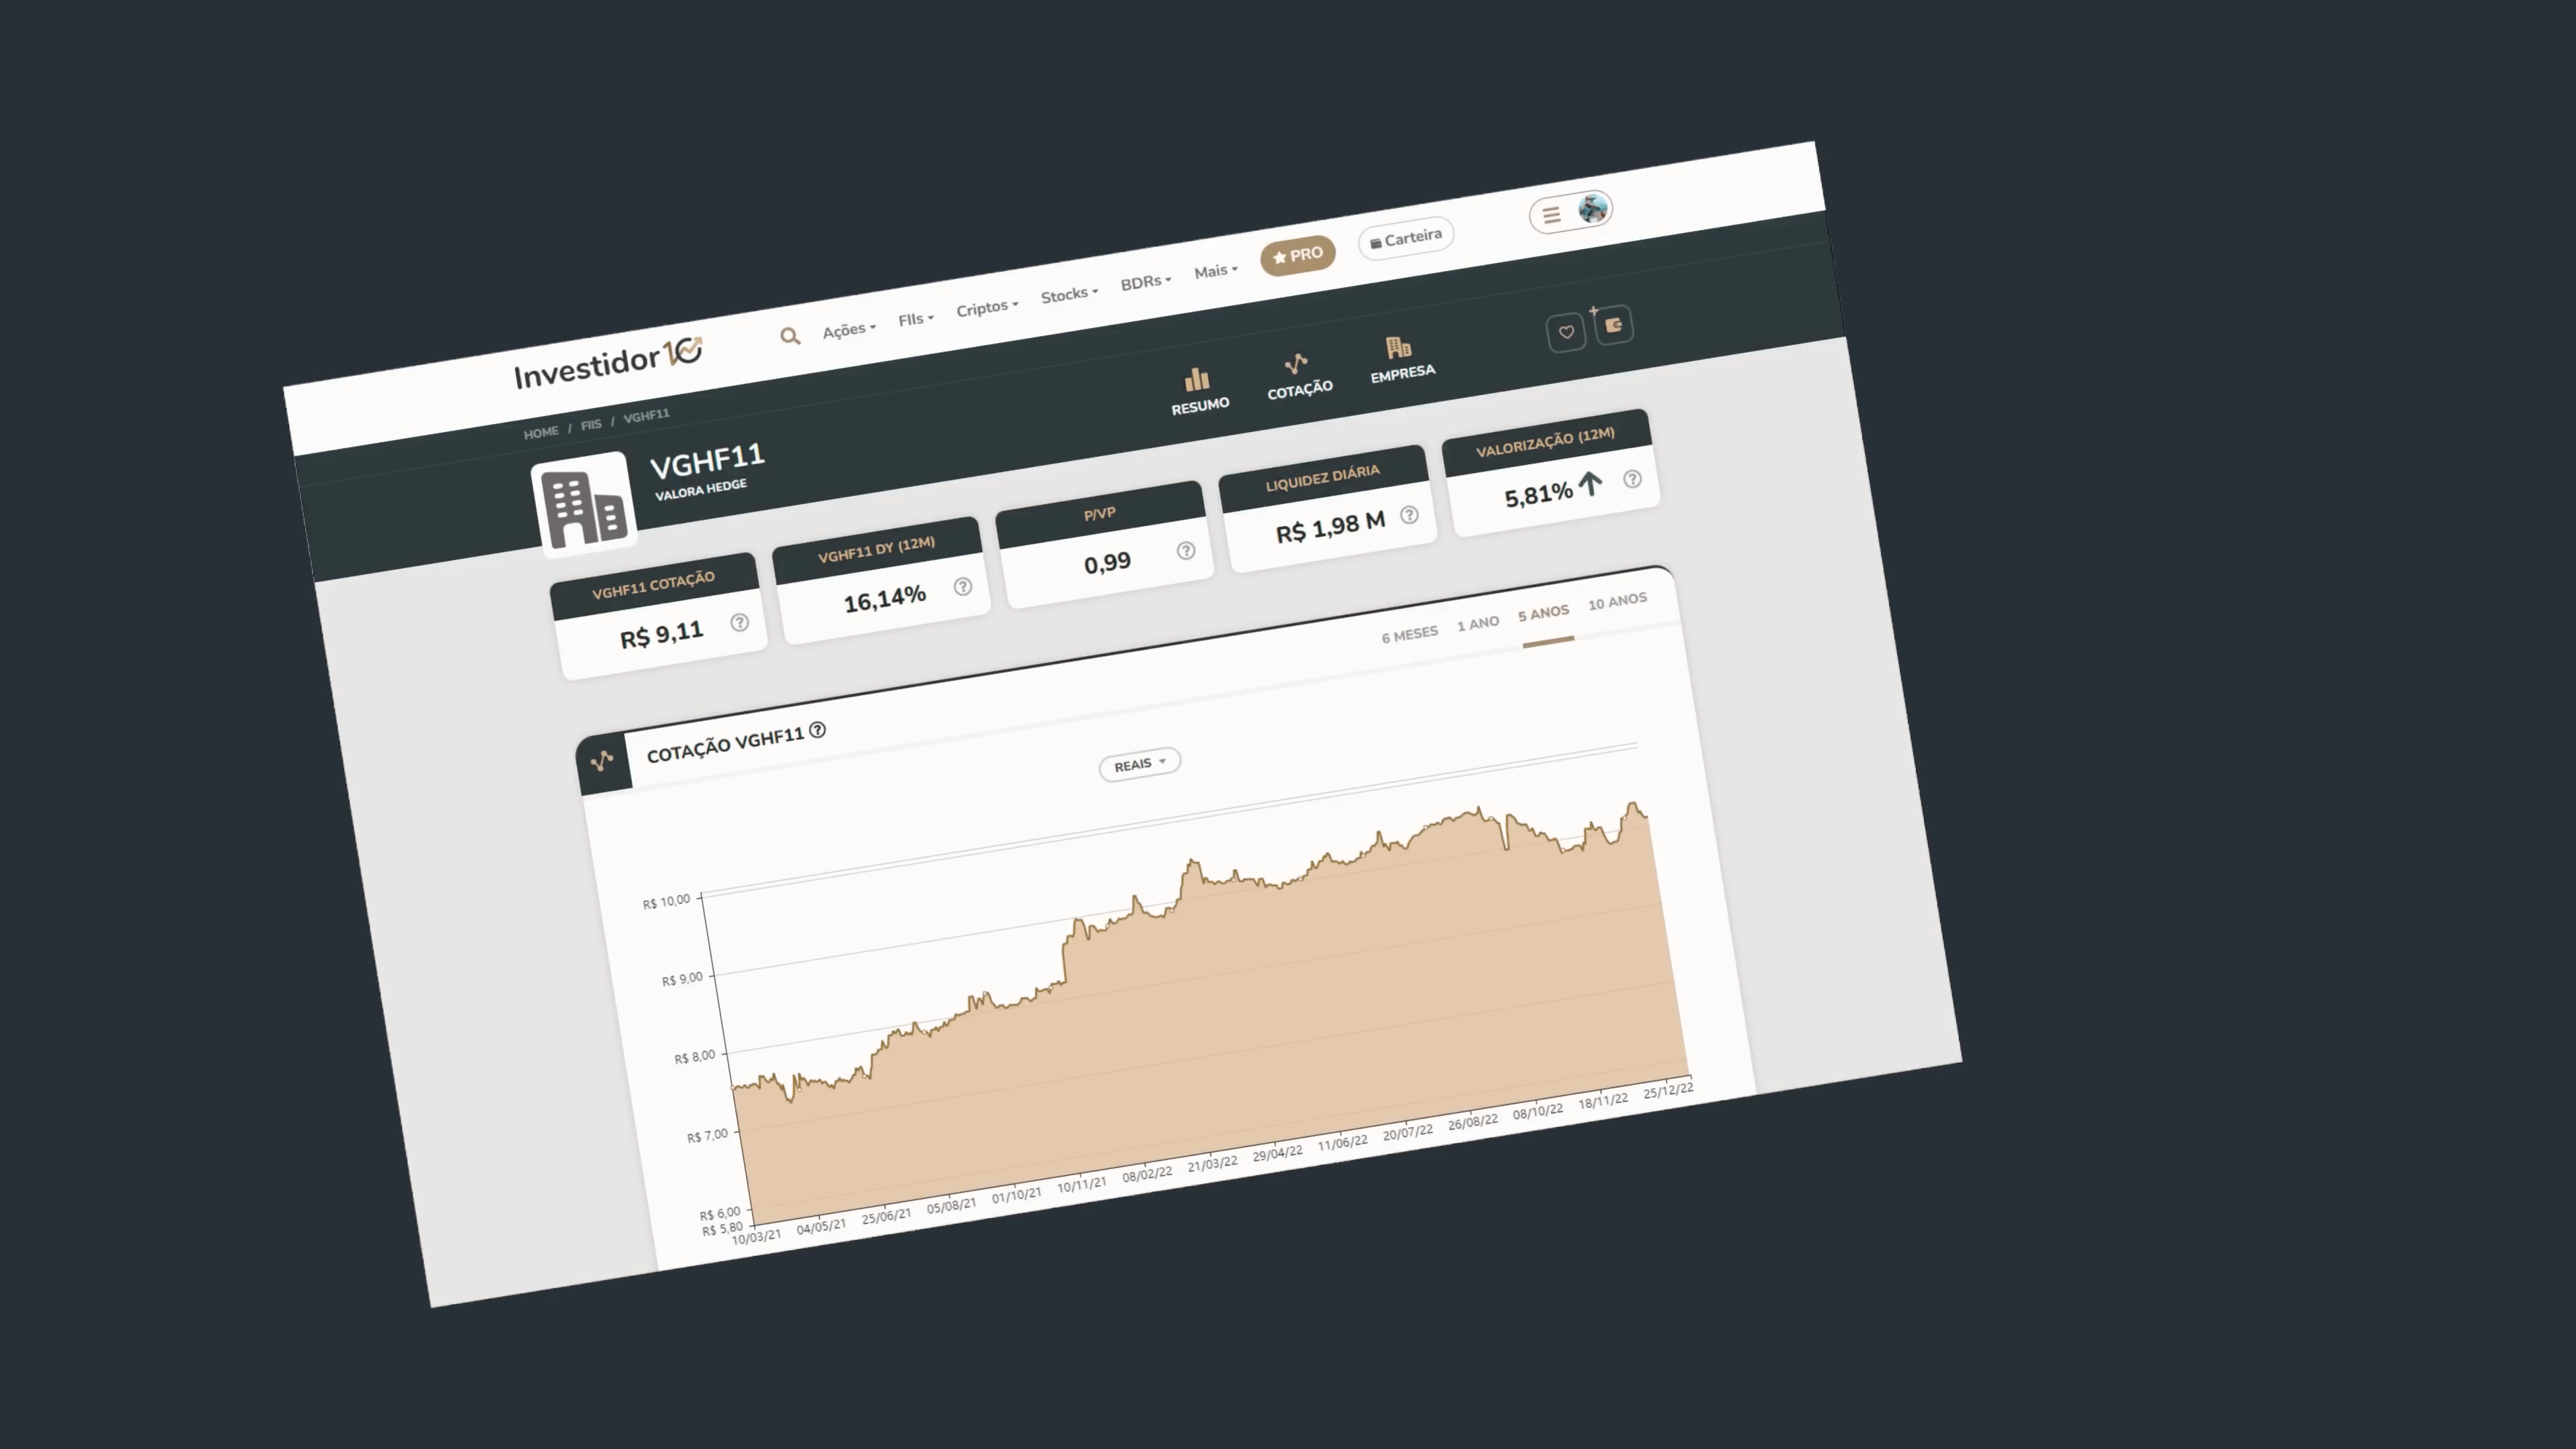 Investidor10
Ações
FIIs
Criptos
Stocks
BDRs
Mais
PRO
Carteira
HOME / FIIS / VGHF11
VGHF11
VALORA HEDGE
RESUMO
COTAÇÃO
EMPRESA
VGHF11 COTAÇÃO
R$ 9,11
VGHF11 DY (12M)
16,14%
P/VP
0,99
LIQUIDEZ DIÁRIA
R$ 1,98 M
VALORIZAÇÃO (12M)
5,81%
COTAÇÃO VGHF11
6 MESES
1 ANO
5 ANOS
10 ANOS
REAIS
R$ 10,00
R$ 9,00
R$ 8,00
R$ 7,00
R$ 6,00
R$ 5,80
10/03/21
04/05/21
25/06/21
05/08/21
01/10/21
10/11/21
08/02/22
21/03/22
29/04/22
11/06/22
20/07/22
26/08/22
08/10/22
18/11/22
25/12/22